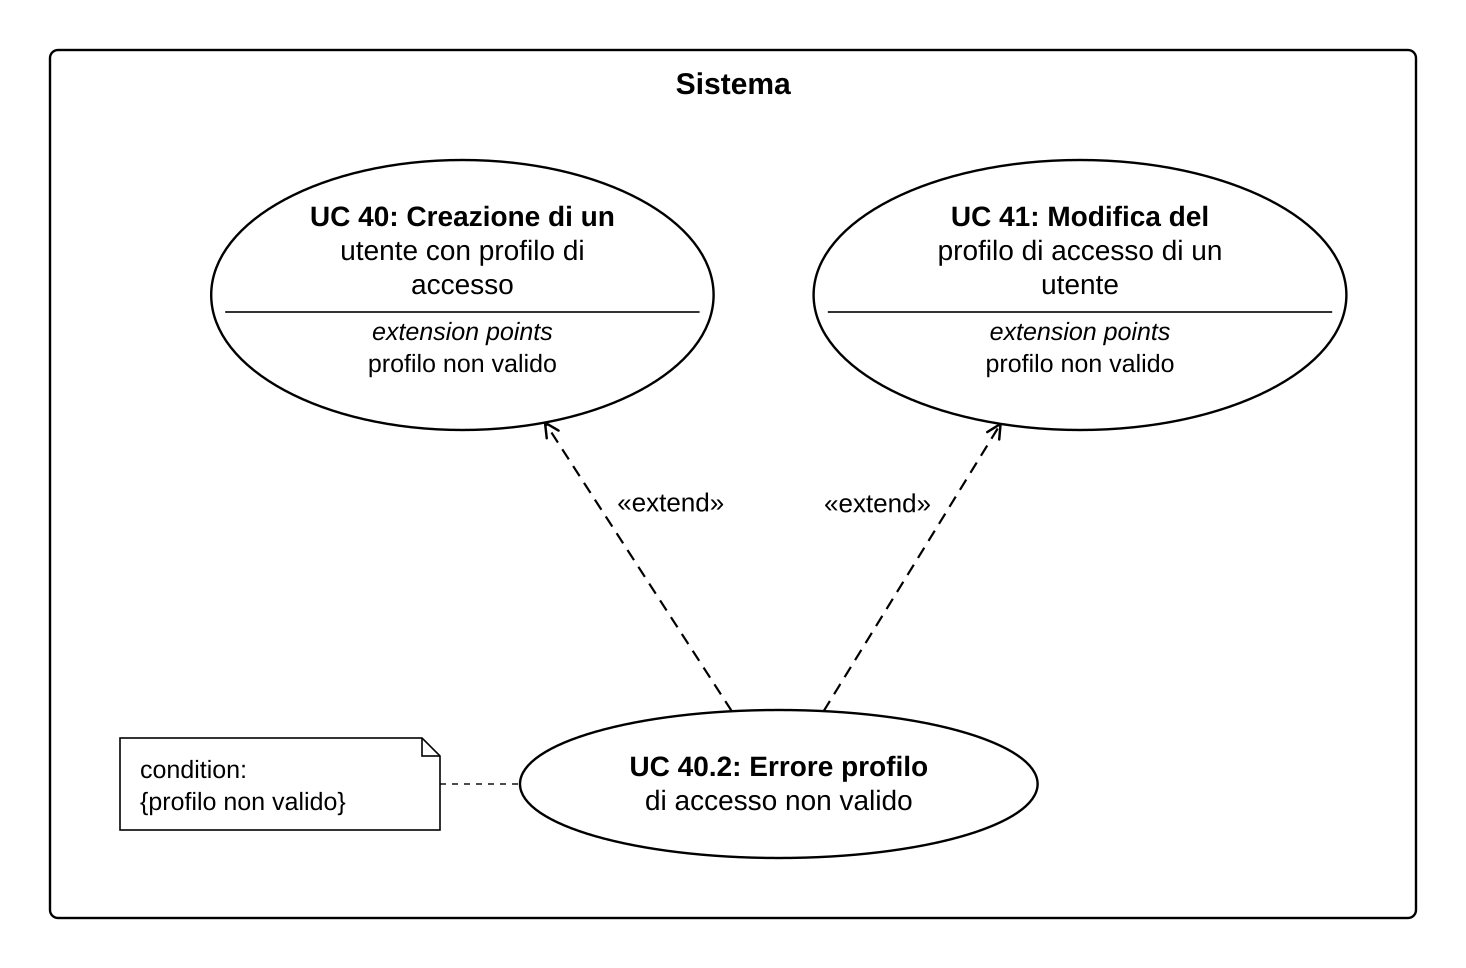 Sistema
UC 40: Creazione di un
utente con profilo di
accesso
extension points
profilo non valido
UC 41: Modifica del
profilo di accesso di un
utente
extension points
profilo non valido
«extend»
«extend»
condition:
{profilo non valido}
UC 40.2: Errore profilo
di accesso non valido